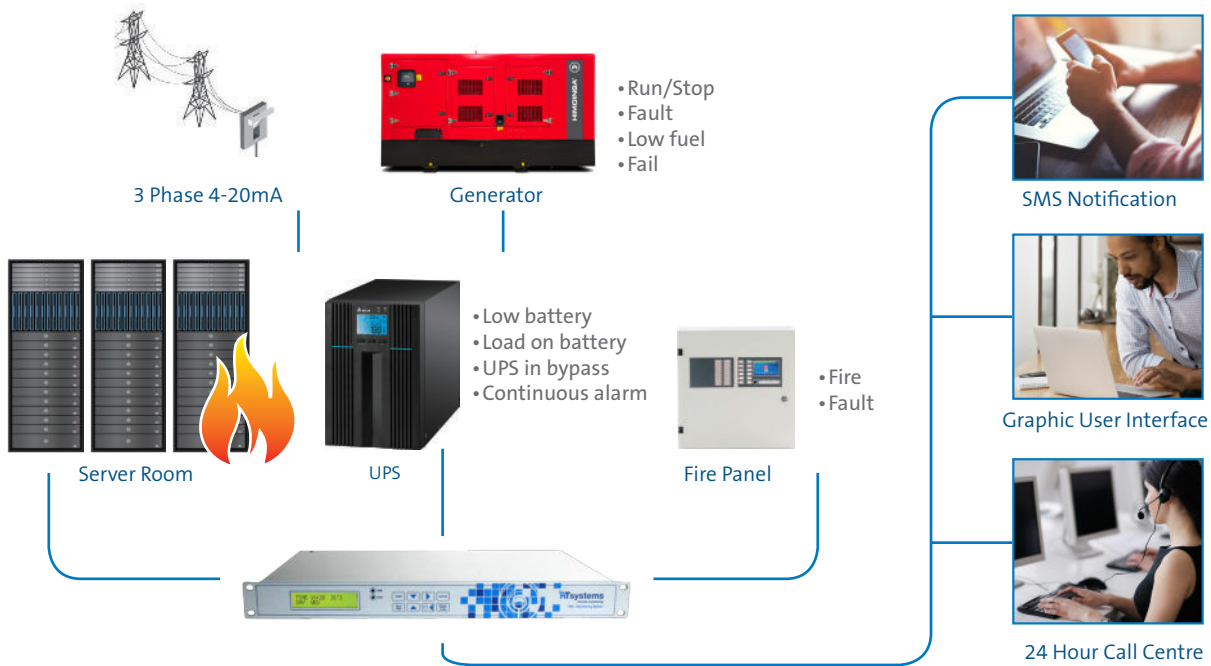 HIMOINSA
• Run/Stop
• Fault
• Low fuel
• Fail
3 Phase 4-20mA
Generator
SMS Notification
• Low battery
• Load on battery
• UPS in bypass
• Continuous alarm
• Fire
• Fault
Graphic User Interface
Server Room
UPS
Fire Panel
RTsystems
24 Hour Call Centre